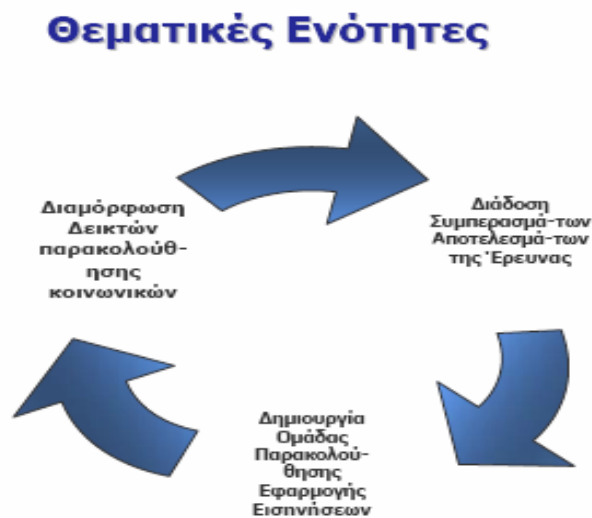 Θεματικές Ενότητες
Διαμόρφωση
Δεικτών
παρακολούθ-
ησης
κοινωνικών
Διάδοση
Συμπερασμά-των
Αποτελεσμά-των
της Έρευνας
Δημιουργία
Ομάδας
Παρακολού-
θησης
Εφαρμογής
Εισηγήσεων